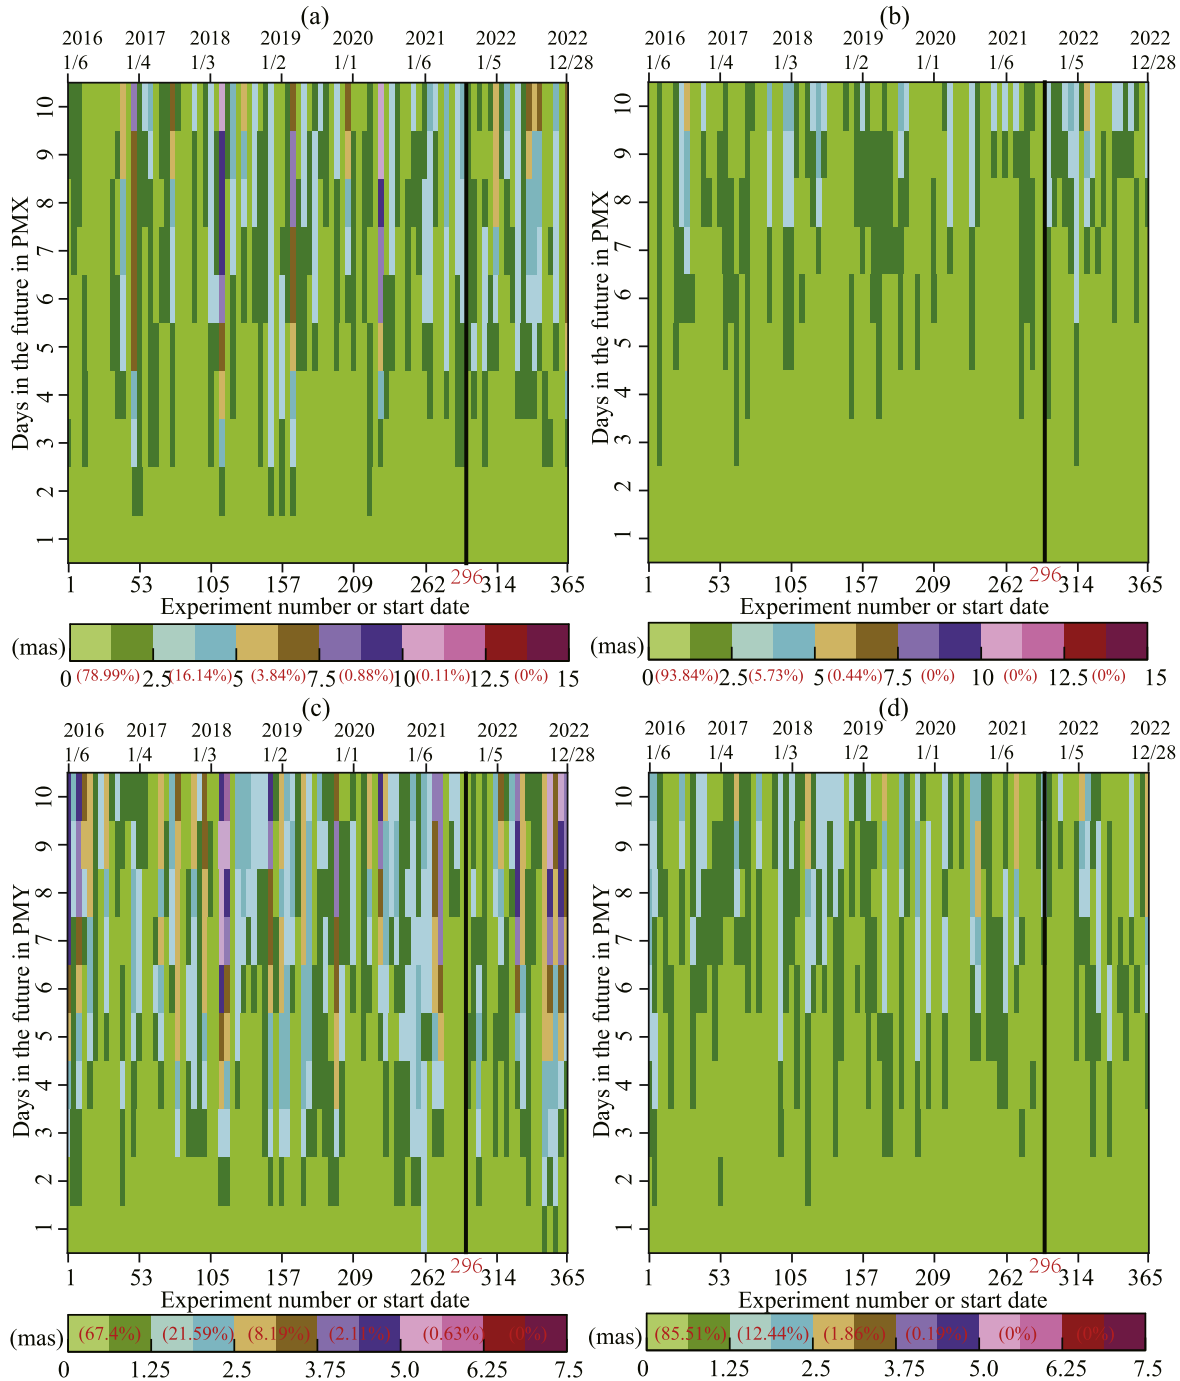 (a)
2016 2017 2018 2019 2020 2021 2022 2022
1/6 1/4 1/3 1/2 1/1 1/6 1/5 12/28
Days in the future in PMX
10
9
8
7
6
5
4
3
2
1
1 53 105 157 209 262 296 314 365
Experiment number or start date
(mas)
0 (78.99%) 2.5 (16.14%) 5 (3.84%) 7.5 (0.88%) 10 (0.11%) 12.5 (0%) 15
(b)
2016 2017 2018 2019 2020 2021 2022 2022
1/6 1/4 1/3 1/2 1/1 1/6 1/5 12/28
Days in the future in PMX
10
9
8
7
6
5
4
3
2
1
1 53 105 157 209 262 296 314 365
Experiment number or start date
(mas)
0 (93.84%) 2.5 (5.73%) 5 (0.44%) 7.5 (0%) 10 (0%) 12.5 (0%) 15
(c)
2016 2017 2018 2019 2020 2021 2022 2022
1/6 1/4 1/3 1/2 1/1 1/6 1/5 12/28
Days in the future in PMY
10
9
8
7
6
5
4
3
2
1
1 53 105 157 209 262 296 314 365
Experiment number or start date
(mas)
(67.4%) (21.59%) (8.19%) (2.11%) (0.63%) (0%)
0 1.25 2.5 3.75 5.0 6.25 7.5
(d)
2016 2017 2018 2019 2020 2021 2022 2022
1/6 1/4 1/3 1/2 1/1 1/6 1/5 12/28
Days in the future in PMY
10
9
8
7
6
5
4
3
2
1
1 53 105 157 209 262 296 314 365
Experiment number or start date
(mas)
(85.51%) (12.44%) (1.86%) (0.19%) (0%) (0%)
0 1.25 2.5 3.75 5.0 6.25 7.5